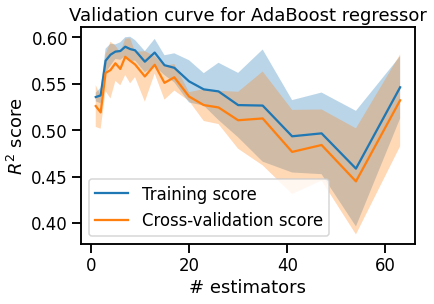 Validation curve for AdaBoost regressor
0.60
0.55
0.50
0.45
0.40
R² score
Training score
Cross-validation score
0 20 40 60
# estimators